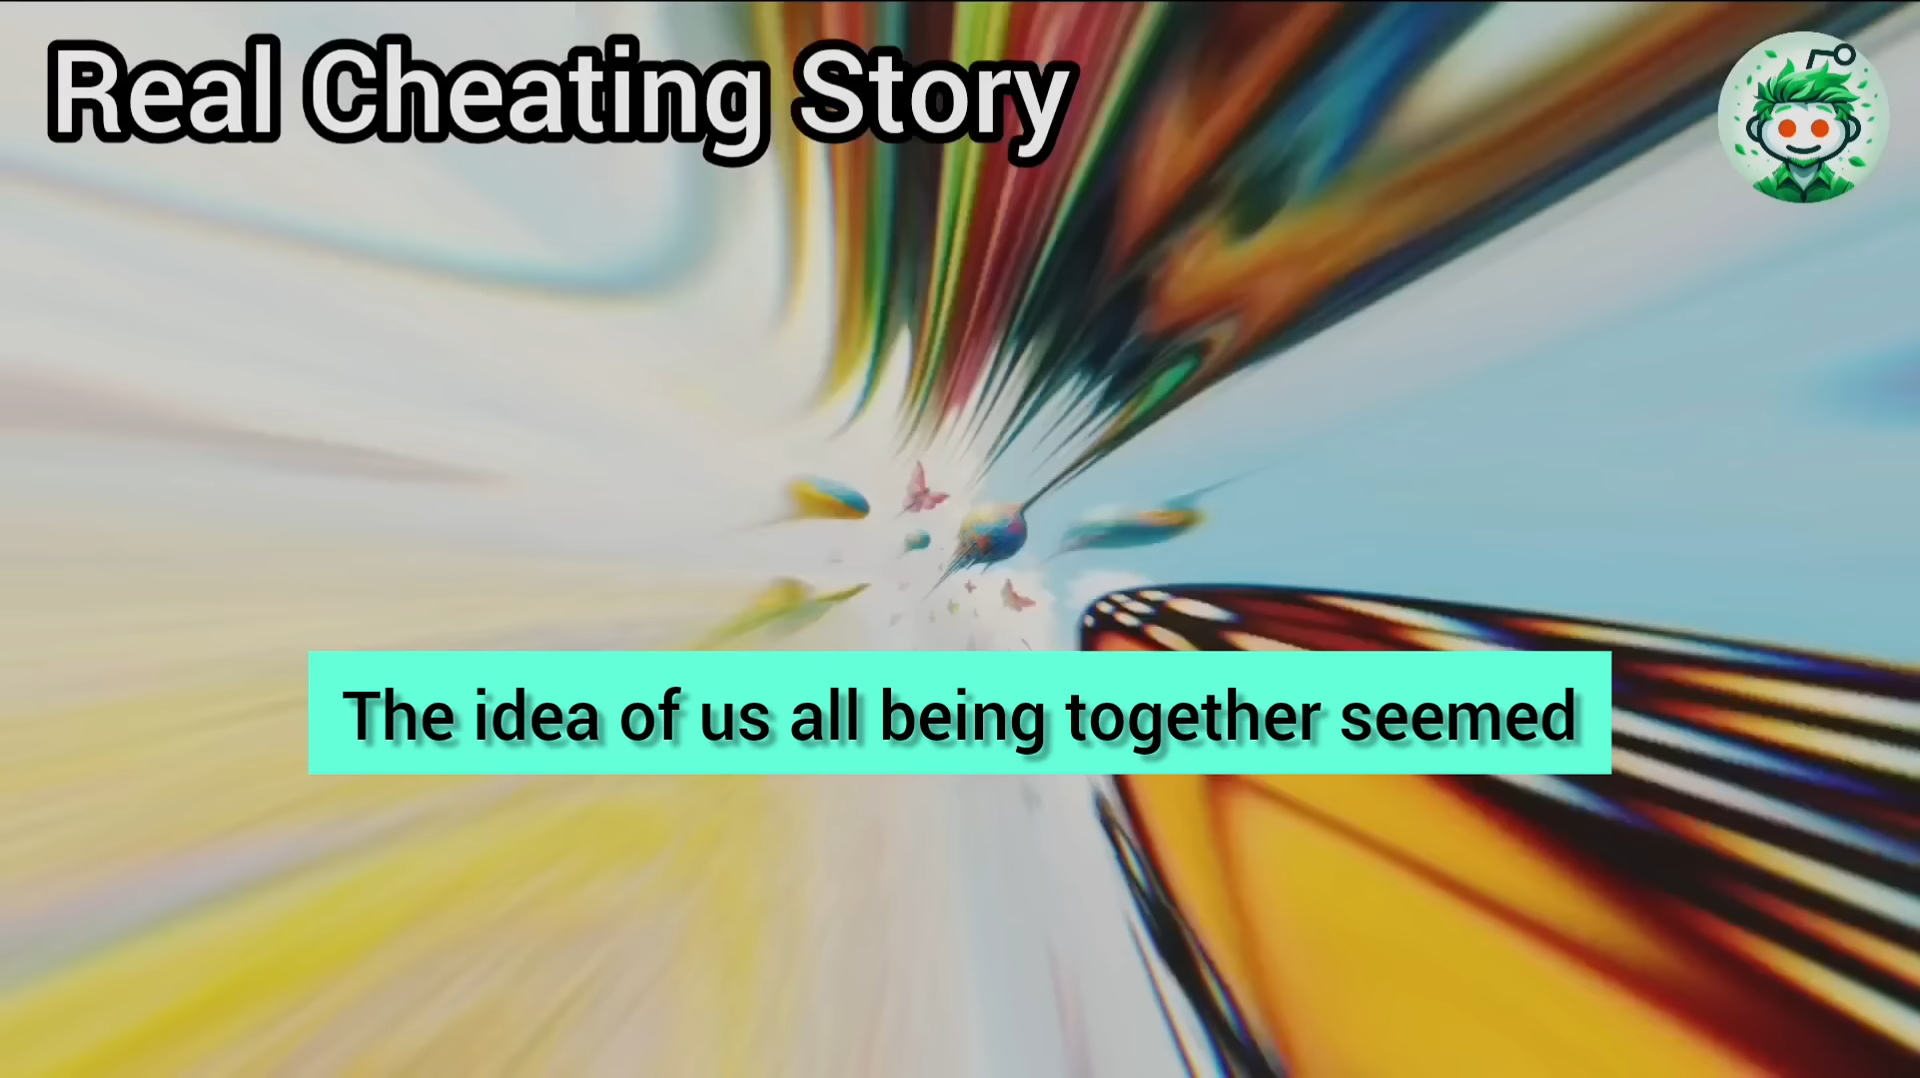 Real Cheating Story
The idea of us all being together seemed